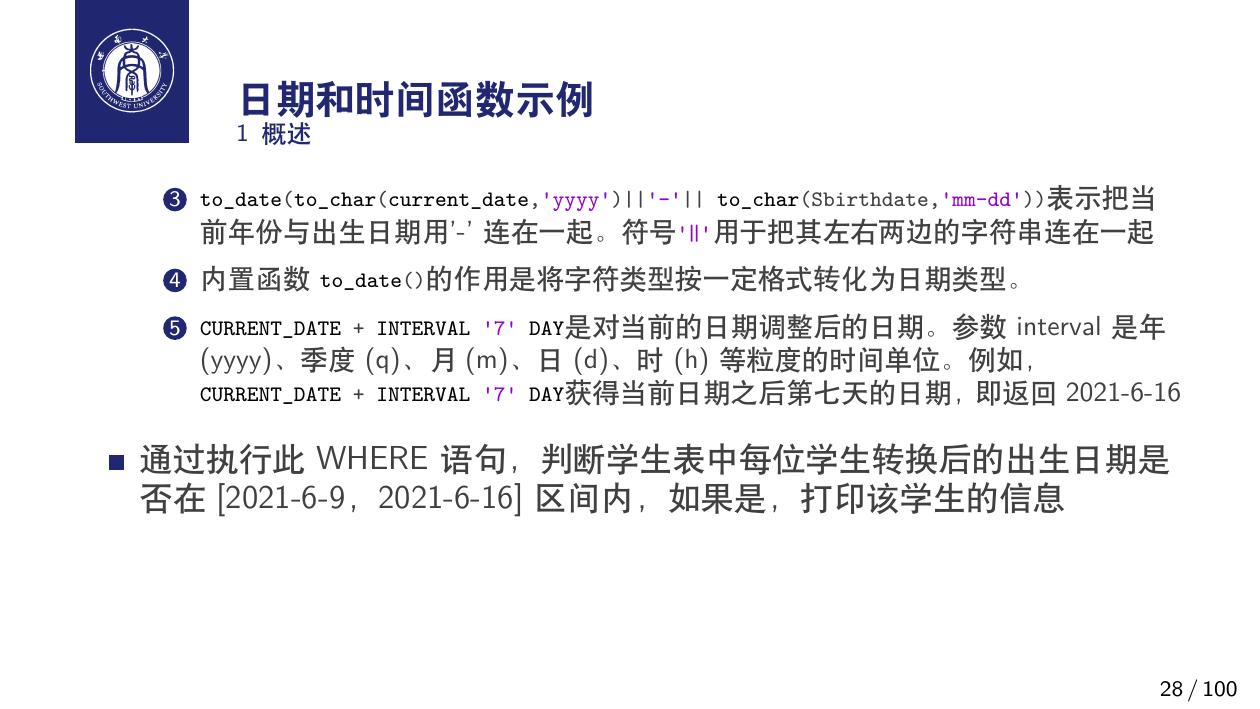 西南大学
SOUTHWEST UNIVERSITY
日期和时间函数示例
1 概述
3 to_date(to_char(current_date,'yyyy')||'-'|| to_char(Sbirthdate,'mm-dd'))表示把当
前年份与出生日期用'-' 连在一起。符号'||'用于把其左右两边的字符串连在一起
4 内置函数 to_date()的作用是将字符类型按一定格式转化为日期类型。
5 CURRENT_DATE + INTERVAL '7' DAY是对当前的日期调整后的日期。参数 interval 是年
(yyyy)、季度 (q)、月 (m)、日 (d)、时 (h) 等粒度的时间单位。例如，
CURRENT_DATE + INTERVAL '7' DAY获得当前日期之后第七天的日期，即返回 2021-6-16
■ 通过执行此 WHERE 语句，判断学生表中每位学生转换后的出生日期是
否在 [2021-6-9，2021-6-16] 区间内，如果是，打印该学生的信息
28 / 100